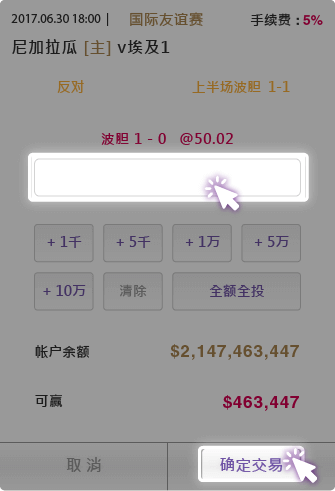 2017.06.30 18:00 | 国际友谊赛 手续费 : 5%
尼加拉瓜 [主] v埃及1
反对 上半场波胆 1-1
波胆 1 - 0 @50.02
+ 1千 + 5千 + 1万 + 5万
+ 10万 清除 全额全投
帐户余额 $2,147,463,447
可赢 $463,447
取消 确定交易